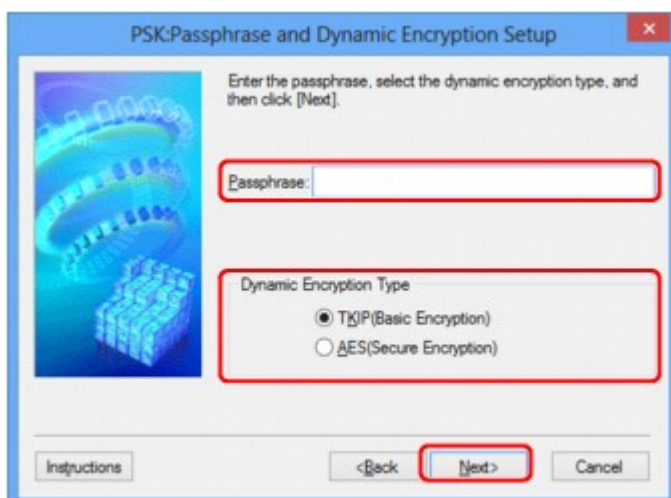 PSK:Passphrase and Dynamic Encryption Setup
Enter the passphrase, select the dynamic encryption type, and
then click [Next].
Passphrase:
Dynamic Encryption Type
TKIP(Basic Encryption)
AES(Secure Encryption)
Instructions
<Back
Next>
Cancel